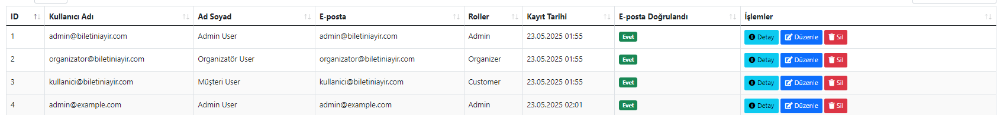 ID Kullanıcı Adı Ad Soyad E-posta Roller Kayıt Tarihi E-posta Doğrulandı İşlemler
1 admin@biletiniayir.com Admin User admin@biletiniayir.com Admin 23.05.2025 01:55 Evet Detay Düzenle Sil
2 organizator@biletiniayir.com Organizatör User organizator@biletiniayir.com Organizer 23.05.2025 01:55 Evet Detay Düzenle Sil
3 kullanici@biletiniayir.com Müşteri User kullanici@biletiniayir.com Customer 23.05.2025 01:55 Evet Detay Düzenle Sil
4 admin@example.com Admin User admin@example.com Admin 23.05.2025 02:01 Evet Detay Düzenle Sil